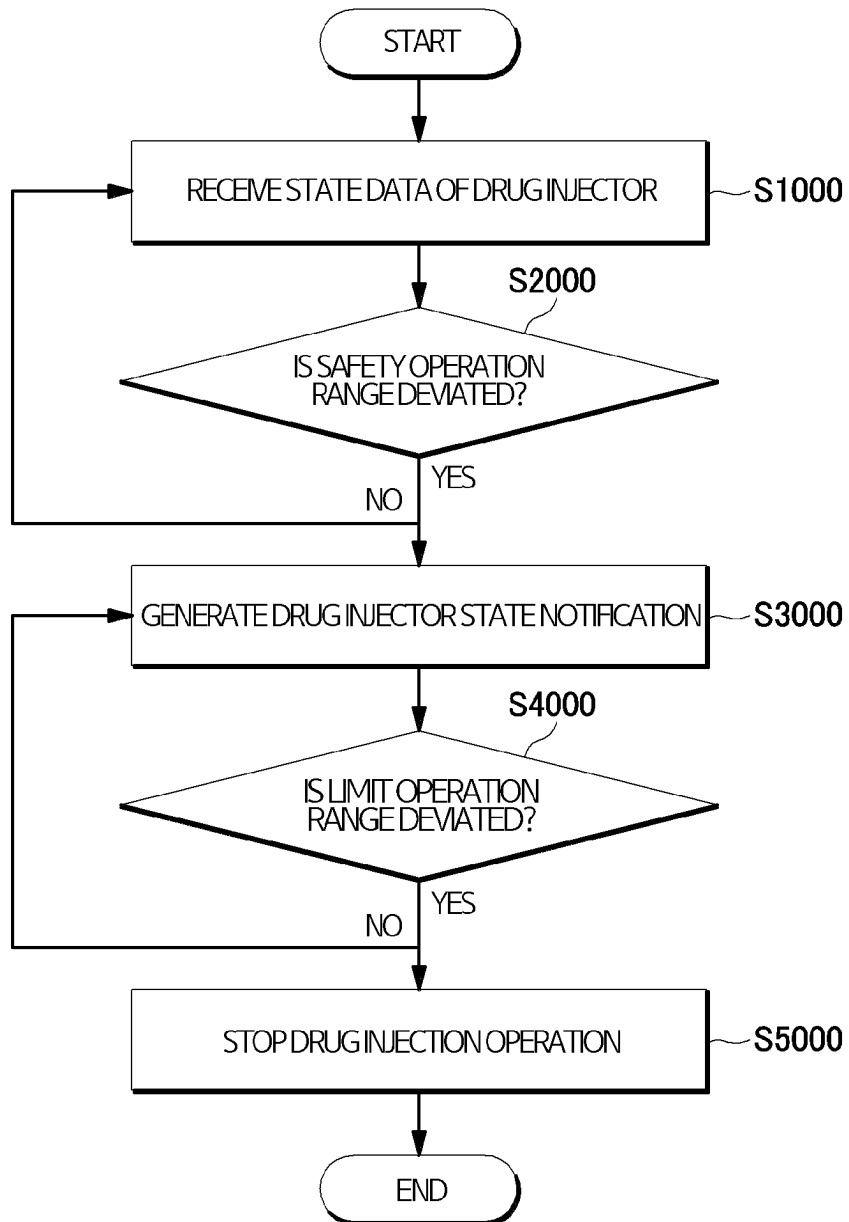 START
RECEIVE STATE DATA OF DRUG INJECTOR
S1000
S2000
IS SAFETY OPERATION
RANGE DEVIATED?
YES
NO
GENERATE DRUG INJECTOR STATE NOTIFICATION
S3000
S4000
IS LIMIT OPERATION
RANGE DEVIATED?
YES
NO
STOP DRUG INJECTION OPERATION
S5000
END